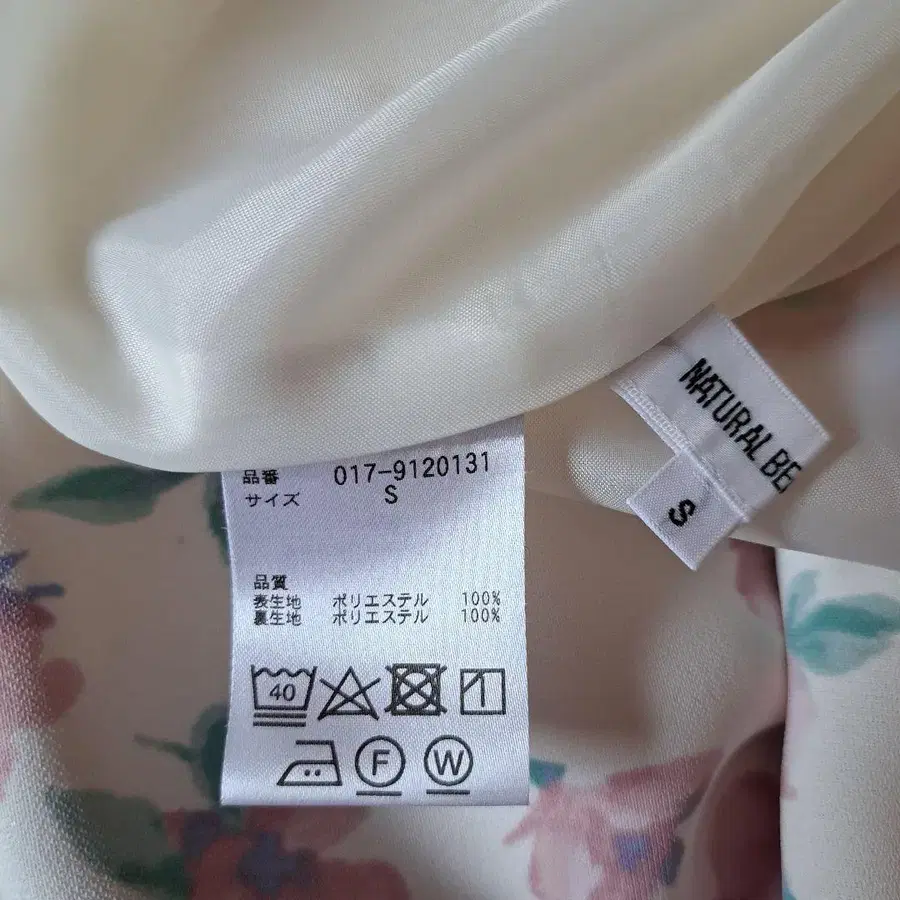 品番 017-9120131
サイズ S
品質
表生地 ポリエステル 100%
裏生地 ポリエステル 100%
40
F W
NATURAL BE
S